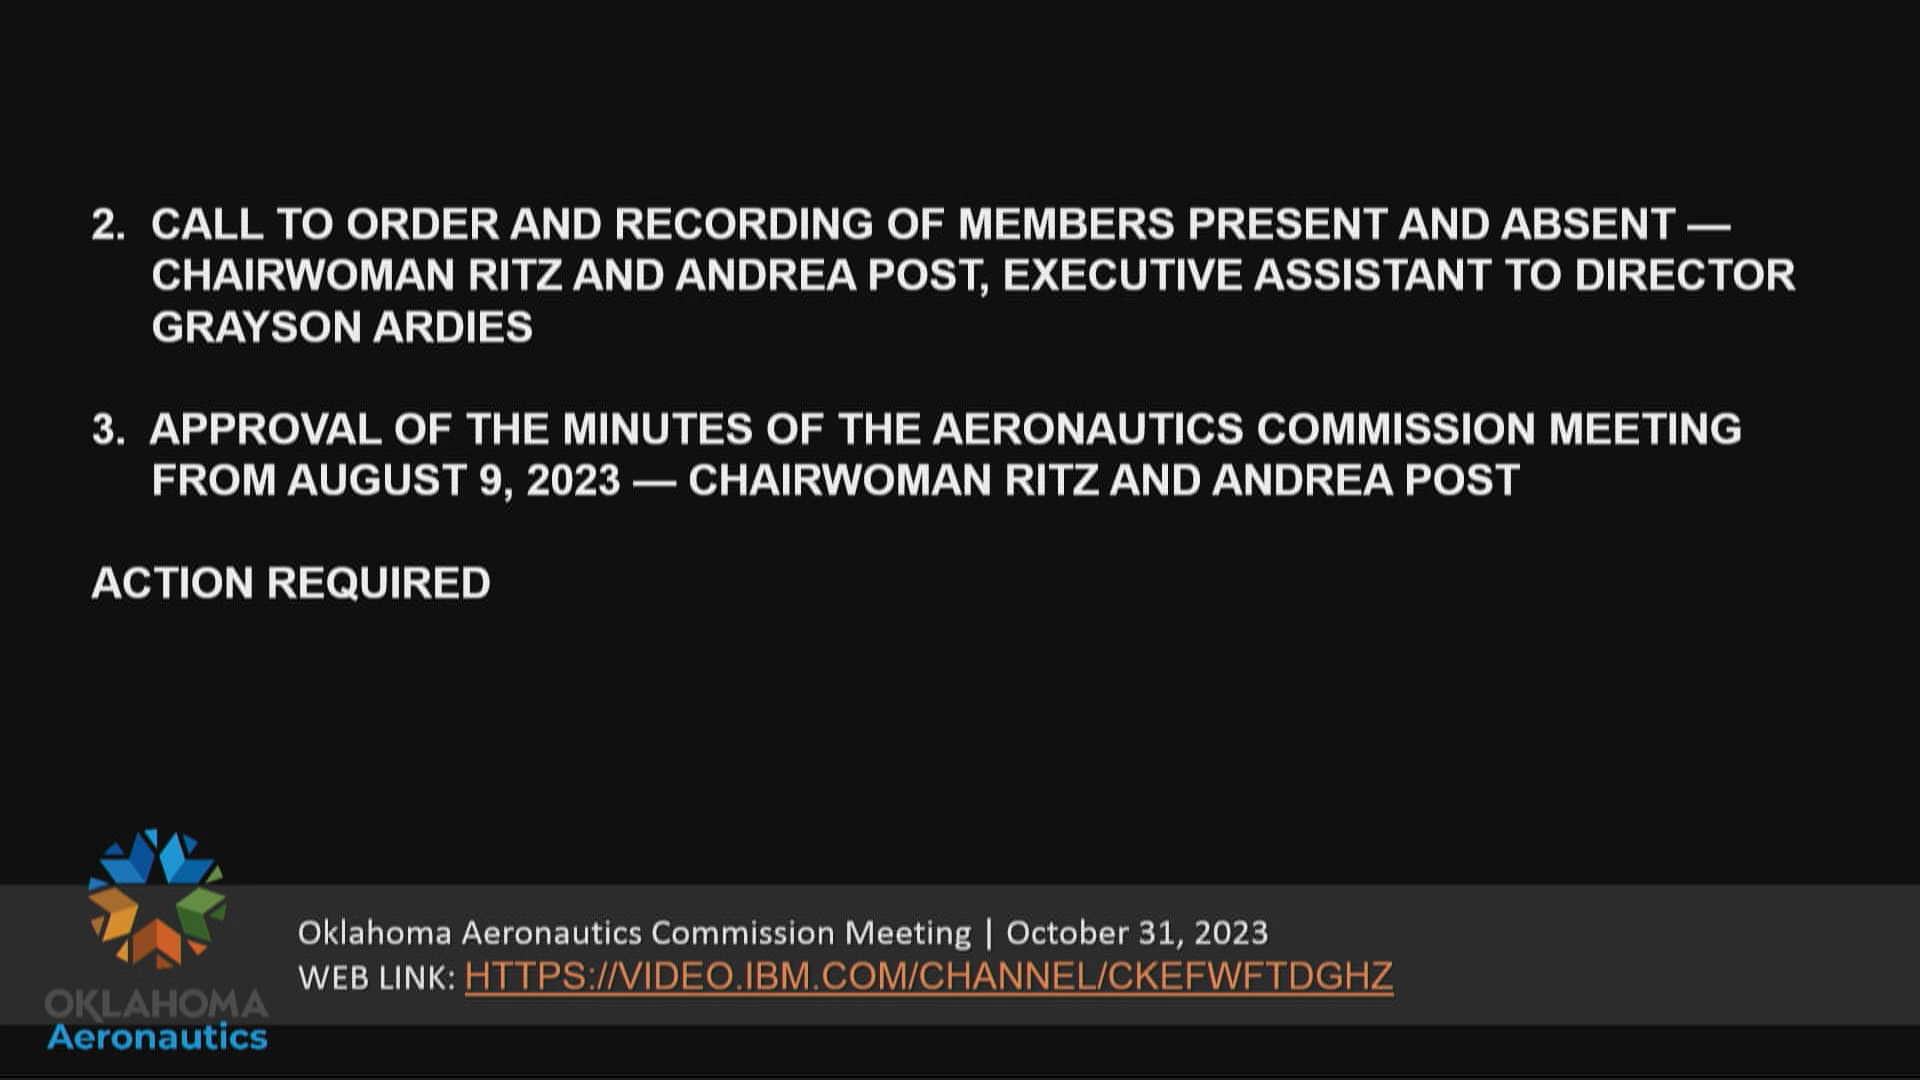 2. CALL TO ORDER AND RECORDING OF MEMBERS PRESENT AND ABSENT —
CHAIRWOMAN RITZ AND ANDREA POST, EXECUTIVE ASSISTANT TO DIRECTOR
GRAYSON ARDIES
3. APPROVAL OF THE MINUTES OF THE AERONAUTICS COMMISSION MEETING
FROM AUGUST 9, 2023 — CHAIRWOMAN RITZ AND ANDREA POST
ACTION REQUIRED
Oklahoma Aeronautics Commission Meeting | October 31, 2023
WEB LINK: HTTPS://VIDEO.IBM.COM/CHANNEL/CKEFWFTDGHZ
OKLAHOMA
Aeronautics